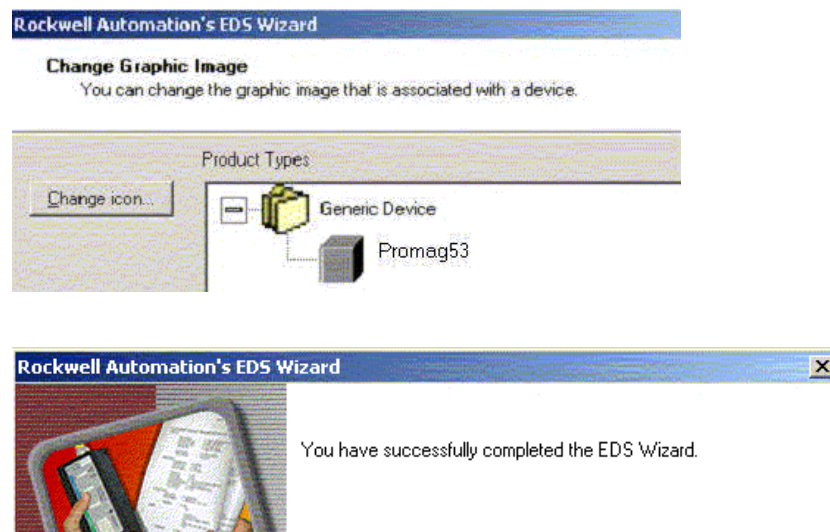 Rockwell Automation's EDS Wizard
Change Graphic Image
You can change the graphic image that is associated with a device.
Product Types
Change icon...
Generic Device
Promag53
Rockwell Automation's EDS Wizard
You have successfully completed the EDS Wizard.